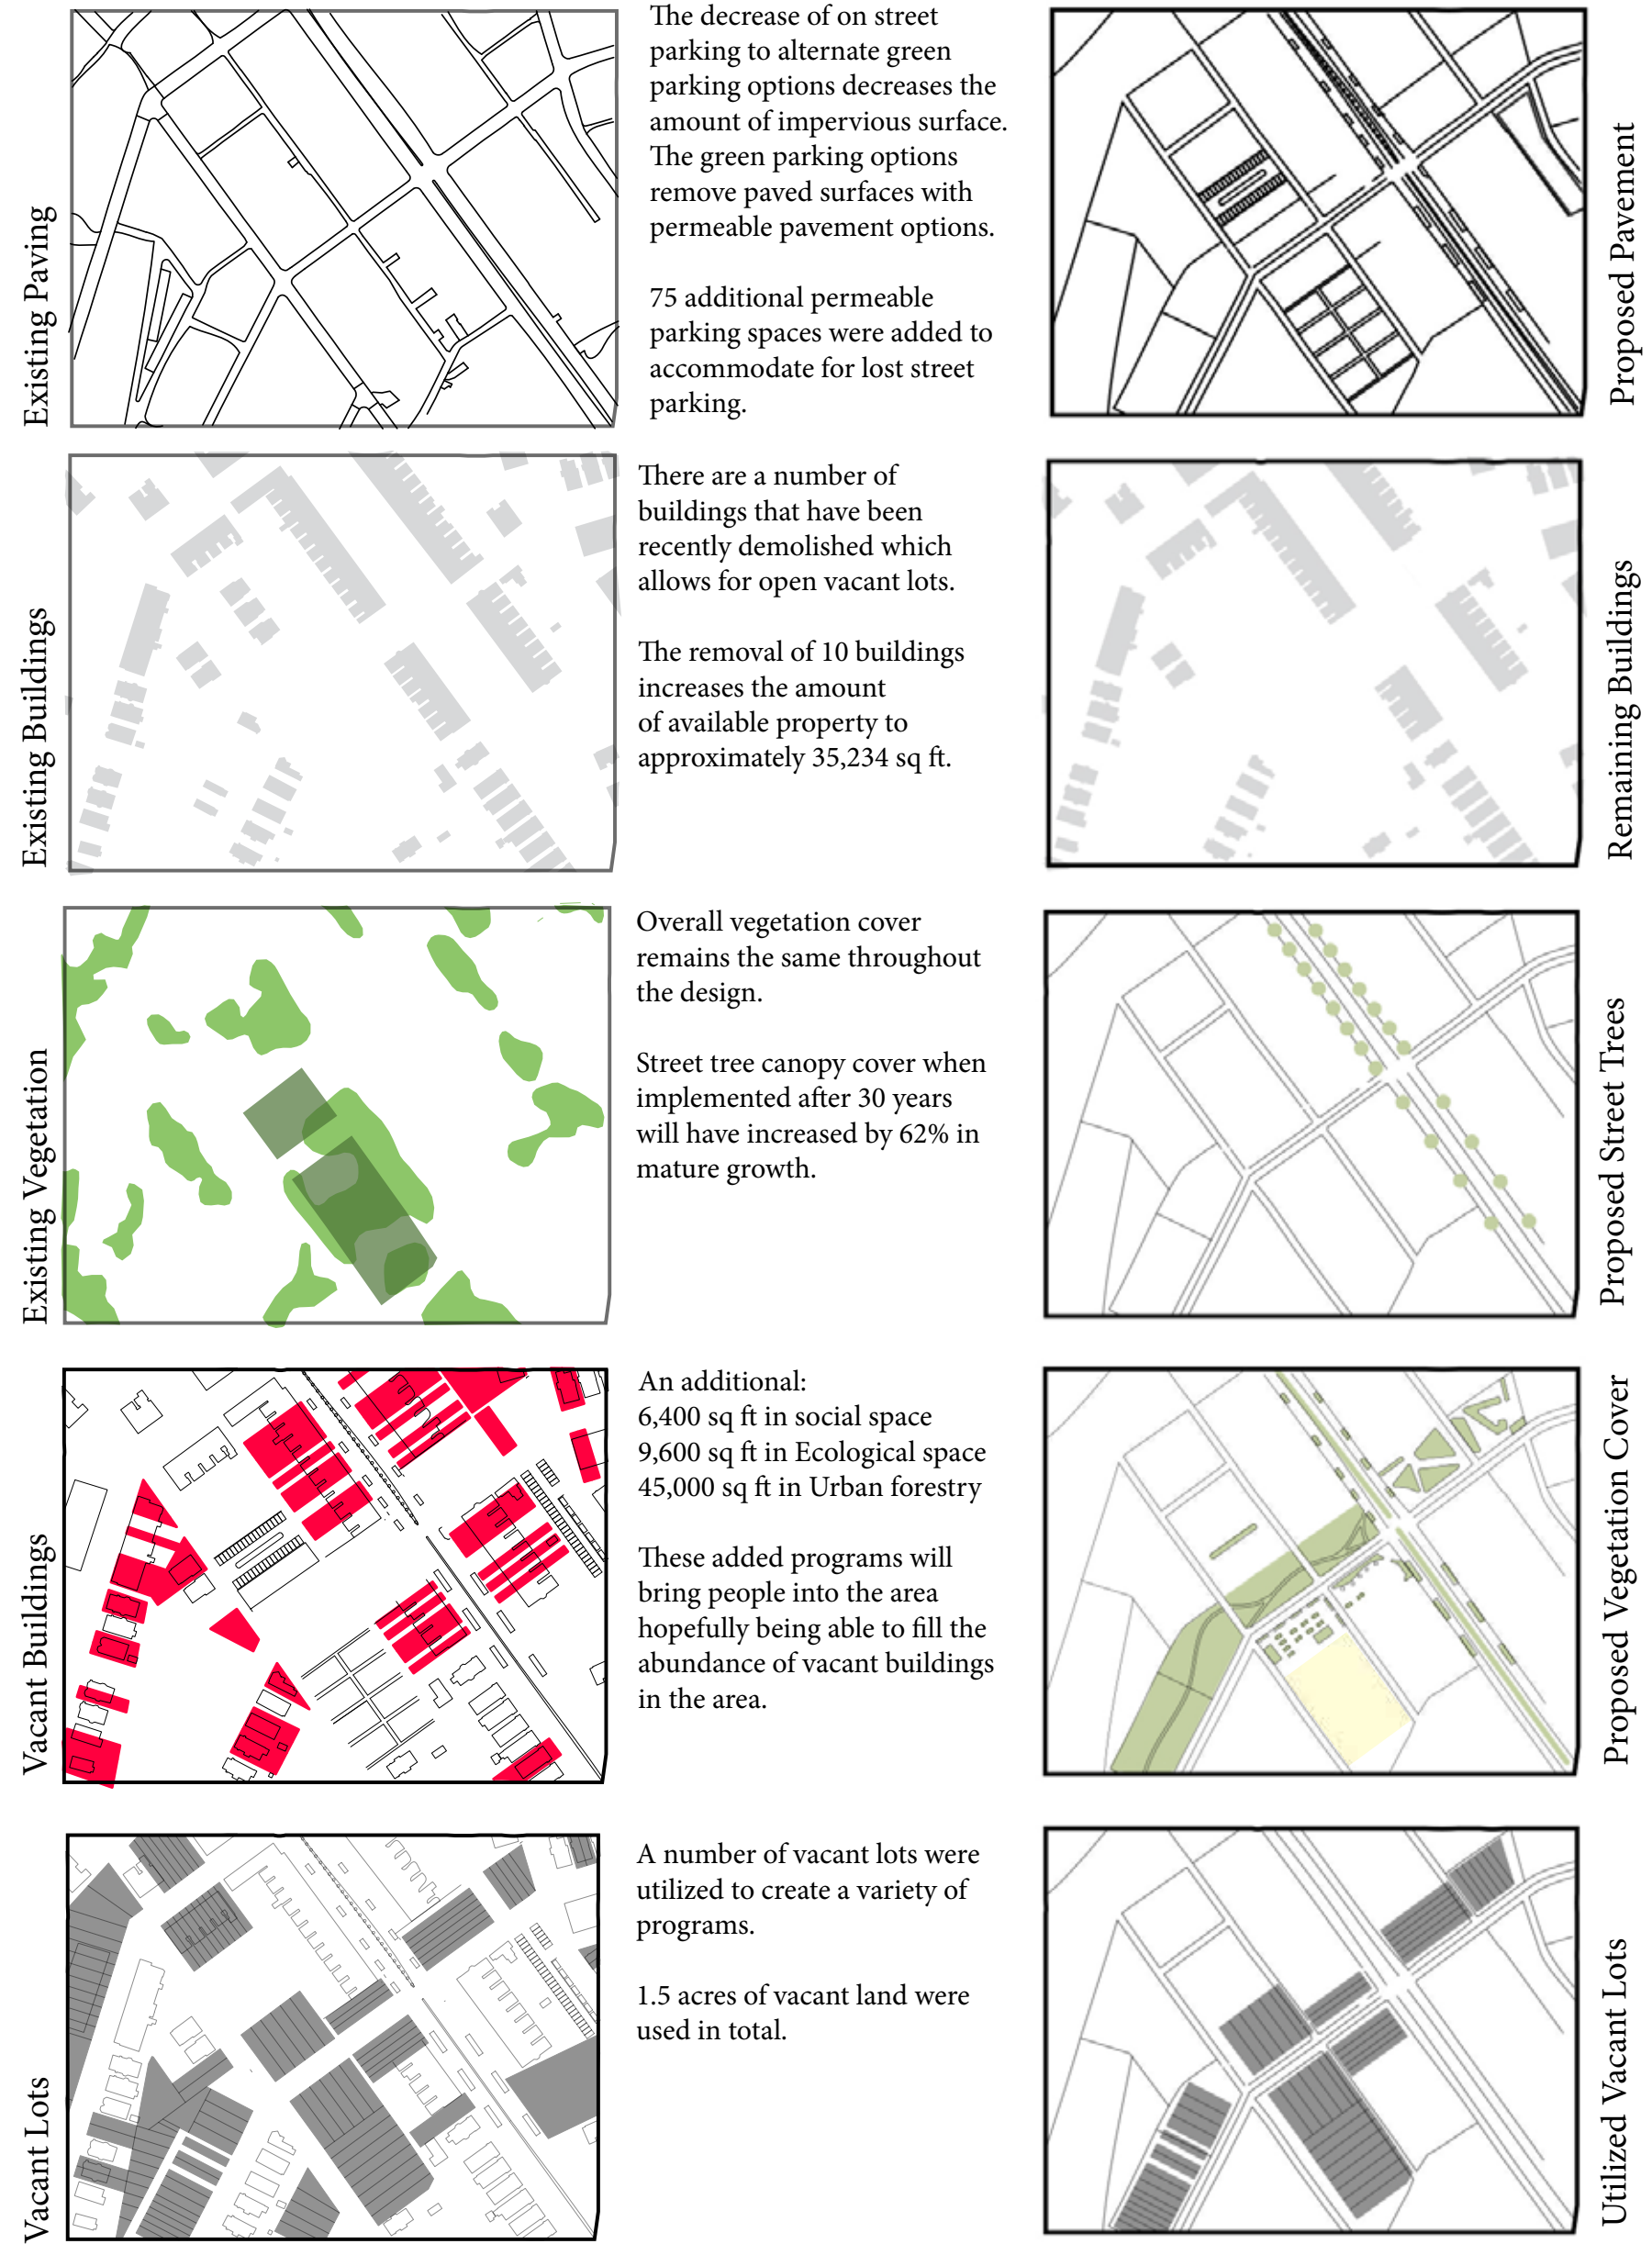 Existing Paving
The decrease of on street
parking to alternate green
parking options decreases the
amount of impervious surface.
The green parking options
remove paved surfaces with
permeable pavement options.
75 additional permeable
parking spaces were added to
accommodate for lost street
parking.
Proposed Pavement
Existing Buildings
There are a number of
buildings that have been
recently demolished which
allows for open vacant lots.
The removal of 10 buildings
increases the amount
of available property to
approximately 35,234 sq ft.
Remaining Buildings
Existing Vegetation
Overall vegetation cover
remains the same throughout
the design.
Street tree canopy cover when
implemented after 30 years
will have increased by 62% in
mature growth.
Proposed Street Trees
Vacant Buildings
An additional:
6,400 sq ft in social space
9,600 sq ft in Ecological space
45,000 sq ft in Urban forestry
These added programs will
bring people into the area
hopefully being able to fill the
abundance of vacant buildings
in the area.
Proposed Vegetation Cover
Vacant Lots
A number of vacant lots were
utilized to create a variety of
programs.
1.5 acres of vacant land were
used in total.
Utilized Vacant Lots